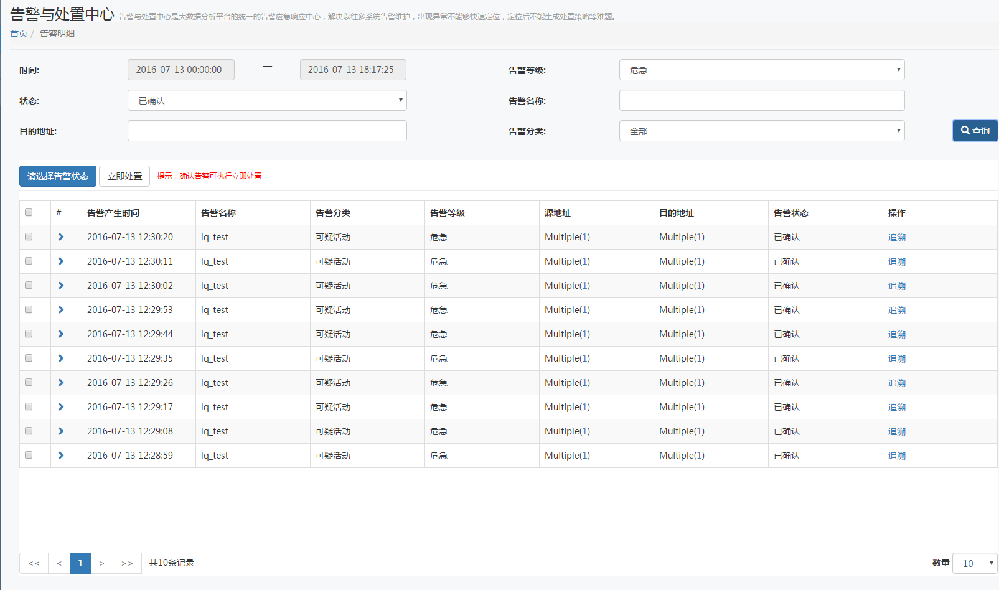 告警与处置中心 告警与处置中心是大数据分析平台的统一的告警应急响应中心，解决以往多系统告警维护，出现异常不能够快速定位，定位后不能生成处置策略等难题。
首页 / 告警明细
时间: 2016-07-13 00:00:00 — 2016-07-13 18:17:25 告警等级: 危急
状态: 已确认 告警名称:
目的地址: 告警分类: 全部 查询
请选择告警状态 立即处置 提示：确认告警可执行立即处置
# 告警产生时间 告警名称 告警分类 告警等级 源地址 目的地址 告警状态 操作
2016-07-13 12:30:20 lq_test 可疑活动 危急 Multiple(1) Multiple(1) 已确认 追溯
2016-07-13 12:30:11 lq_test 可疑活动 危急 Multiple(1) Multiple(1) 已确认 追溯
2016-07-13 12:30:02 lq_test 可疑活动 危急 Multiple(1) Multiple(1) 已确认 追溯
2016-07-13 12:29:53 lq_test 可疑活动 危急 Multiple(1) Multiple(1) 已确认 追溯
2016-07-13 12:29:44 lq_test 可疑活动 危急 Multiple(1) Multiple(1) 已确认 追溯
2016-07-13 12:29:35 lq_test 可疑活动 危急 Multiple(1) Multiple(1) 已确认 追溯
2016-07-13 12:29:26 lq_test 可疑活动 危急 Multiple(1) Multiple(1) 已确认 追溯
2016-07-13 12:29:17 lq_test 可疑活动 危急 Multiple(1) Multiple(1) 已确认 追溯
2016-07-13 12:29:08 lq_test 可疑活动 危急 Multiple(1) Multiple(1) 已确认 追溯
2016-07-13 12:28:59 lq_test 可疑活动 危急 Multiple(1) Multiple(1) 已确认 追溯
<< < 1 > >> 共10条记录 数量 10